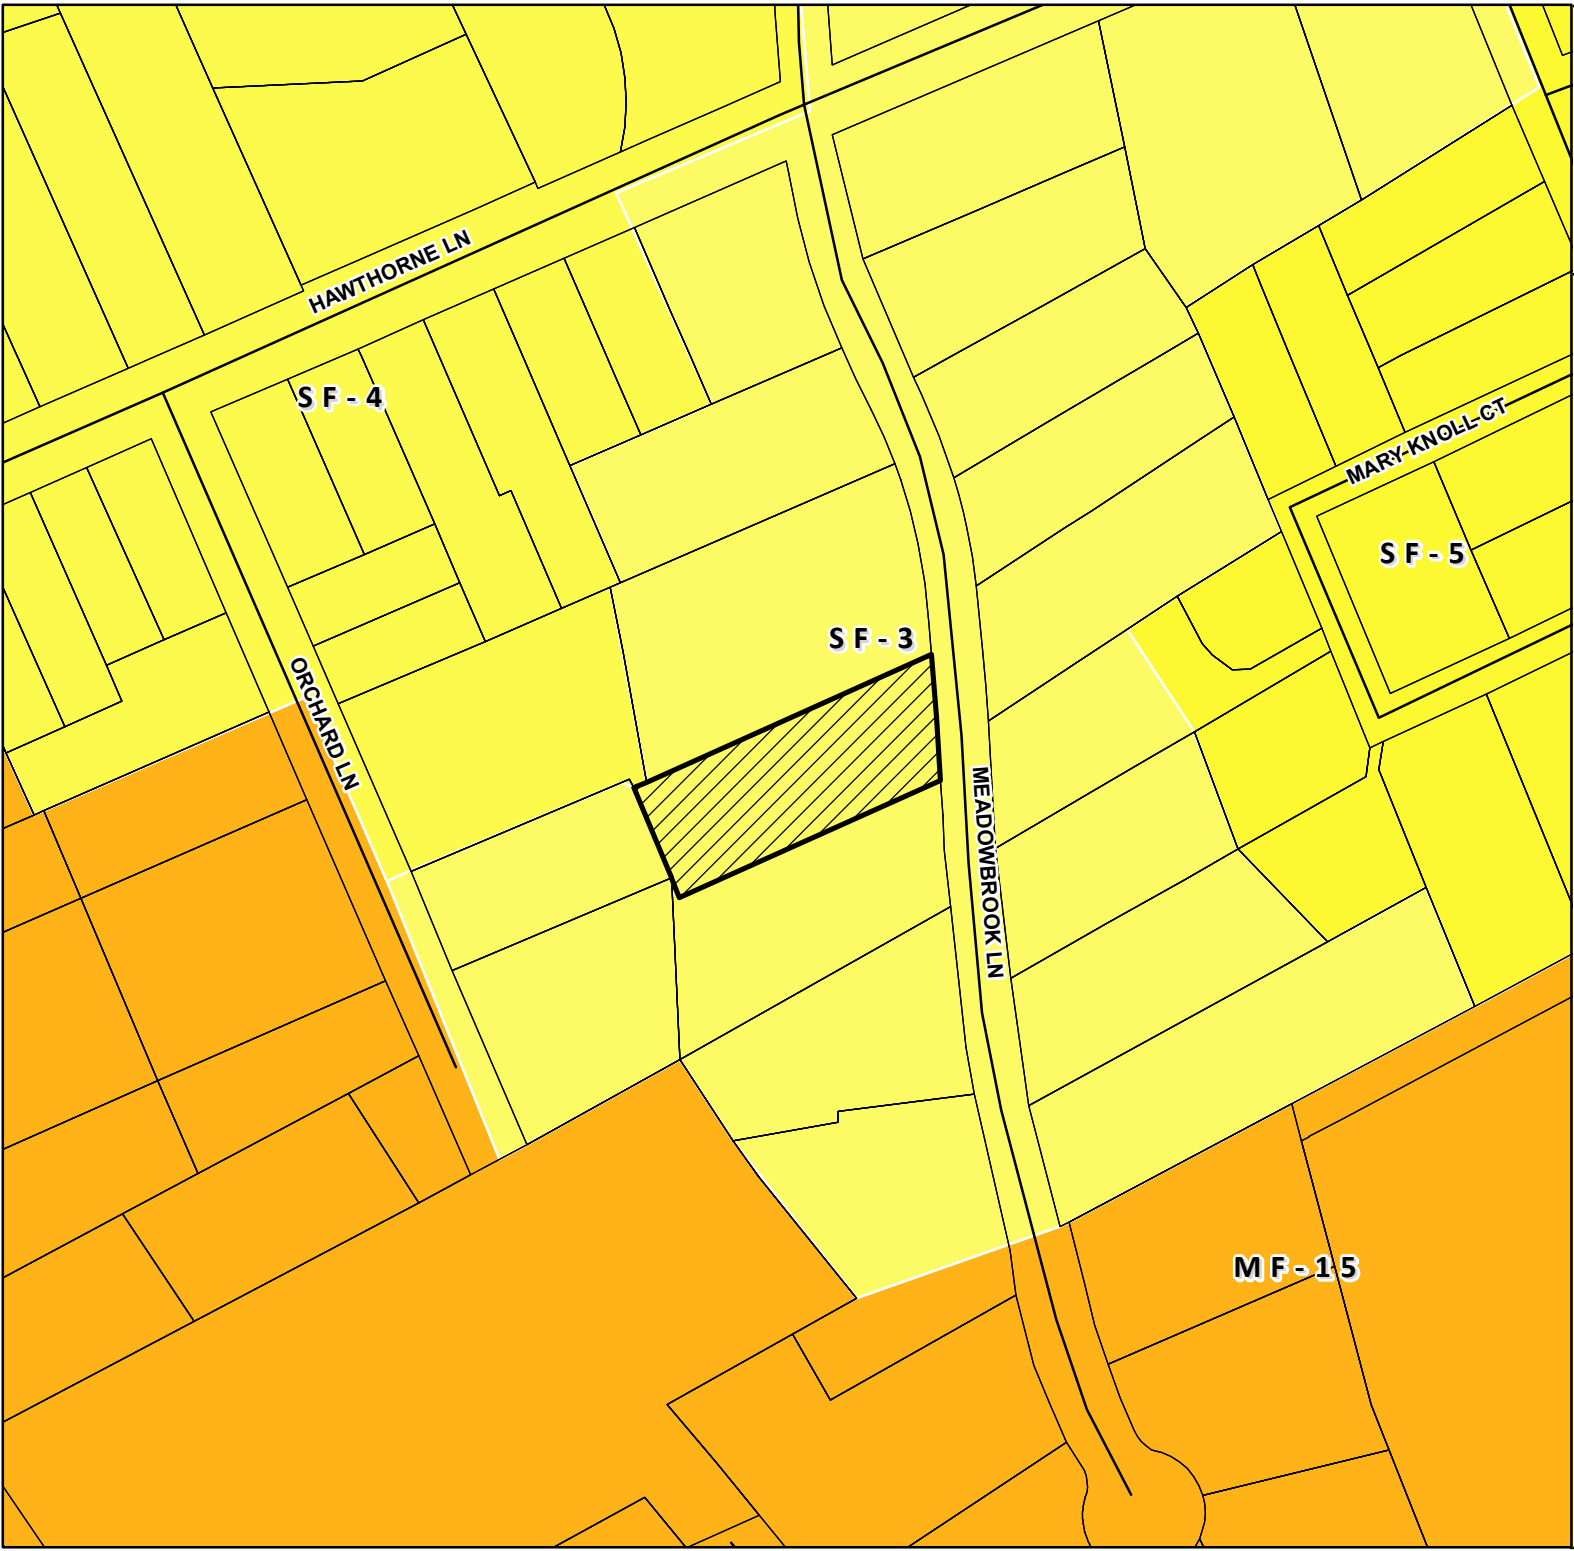 HAWTHORNE LN
SF-4
MARY KNOLL CT
SF-5
SF-3
ORCHARD LN
MEADOWBROOK LN
MF-15